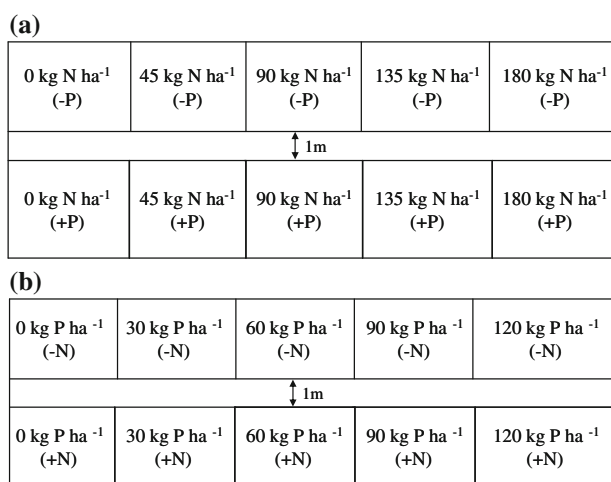 (a)
0 kg N ha⁻¹ 45 kg N ha⁻¹ 90 kg N ha⁻¹ 135 kg N ha⁻¹ 180 kg N ha⁻¹
(-P) (-P) (-P) (-P) (-P)
1m
0 kg N ha⁻¹ 45 kg N ha⁻¹ 90 kg N ha⁻¹ 135 kg N ha⁻¹ 180 kg N ha⁻¹
(+P) (+P) (+P) (+P) (+P)
(b)
0 kg P ha ⁻¹ 30 kg P ha ⁻¹ 60 kg P ha ⁻¹ 90 kg P ha ⁻¹ 120 kg P ha ⁻¹
(-N) (-N) (-N) (-N) (-N)
1m
0 kg P ha ⁻¹ 30 kg P ha ⁻¹ 60 kg P ha ⁻¹ 90 kg P ha ⁻¹ 120 kg P ha ⁻¹
(+N) (+N) (+N) (+N) (+N)